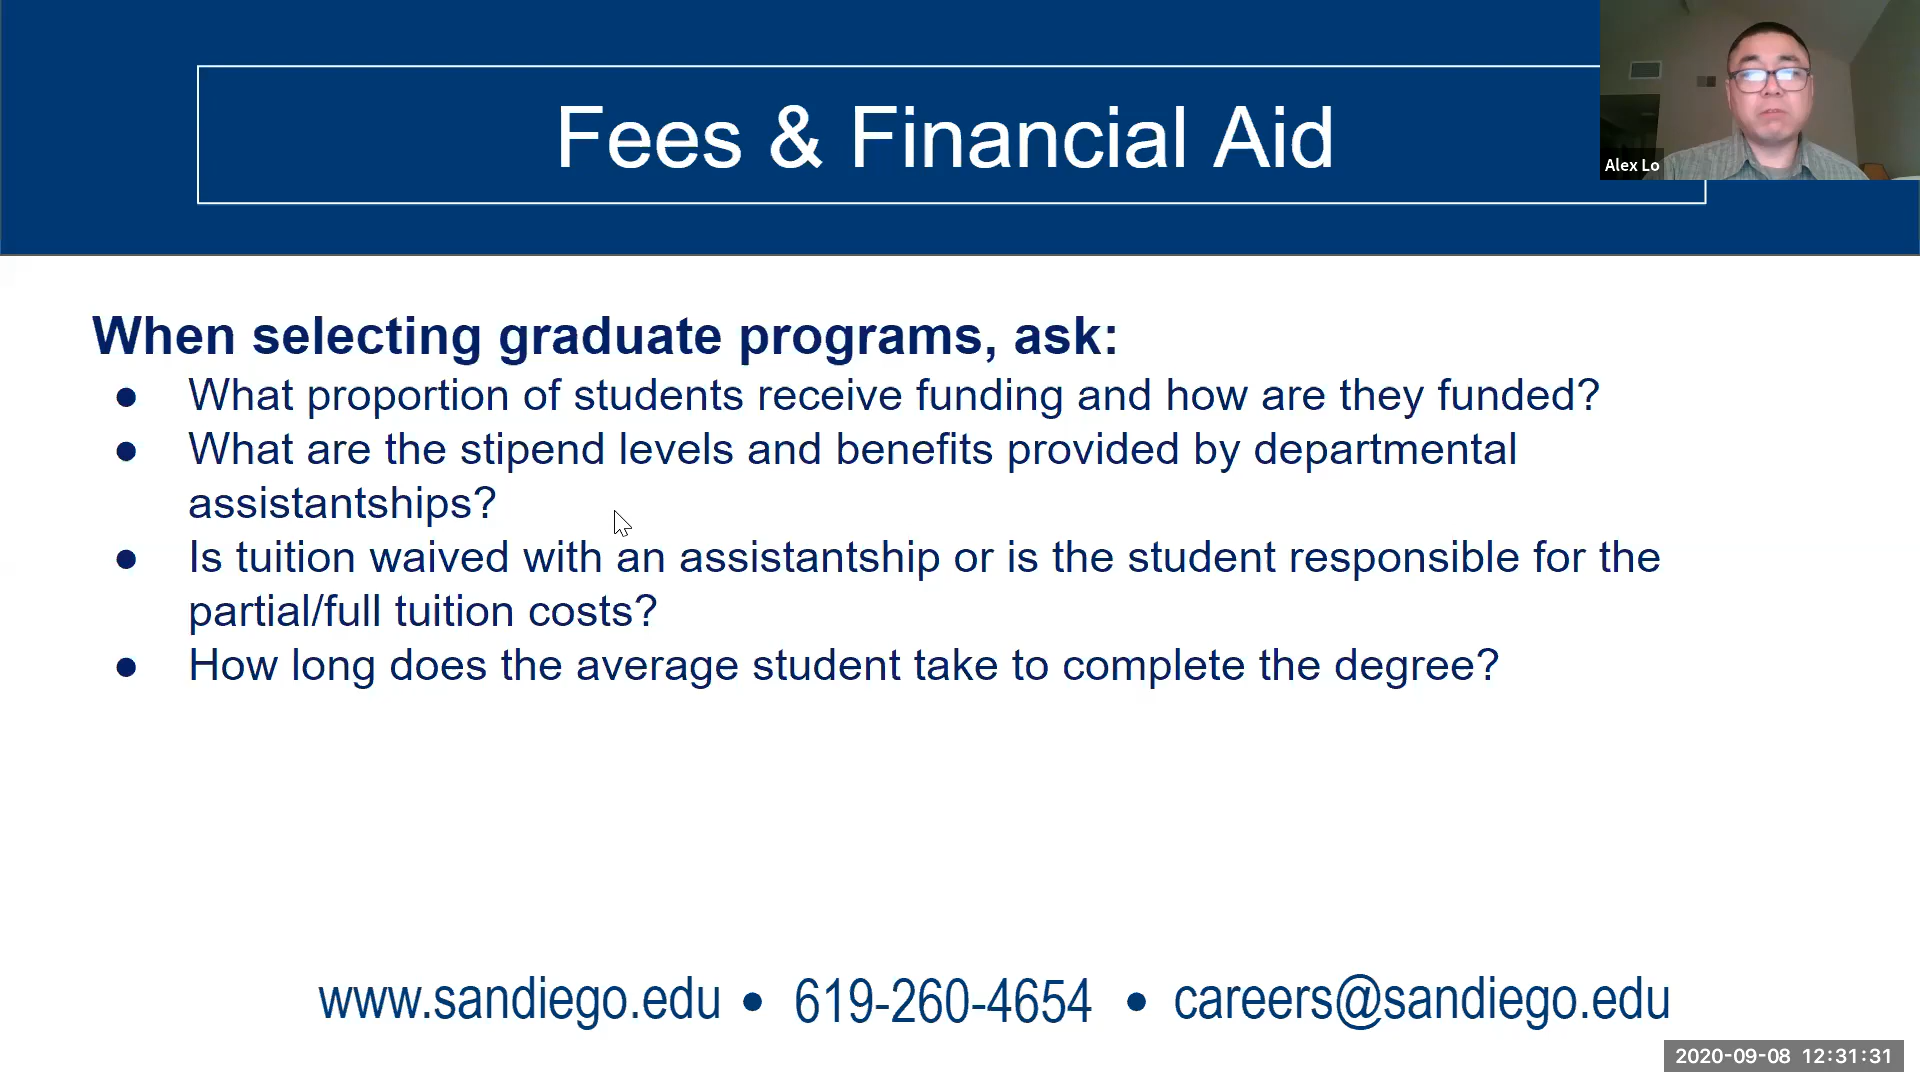 Fees & Financial Aid
Alex Lo
When selecting graduate programs, ask:
● What proportion of students receive funding and how are they funded?
● What are the stipend levels and benefits provided by departmental
assistantships?
● Is tuition waived with an assistantship or is the student responsible for the
partial/full tuition costs?
● How long does the average student take to complete the degree?
www.sandiego.edu • 619-260-4654 • careers@sandiego.edu
2020-09-08 12:31:31